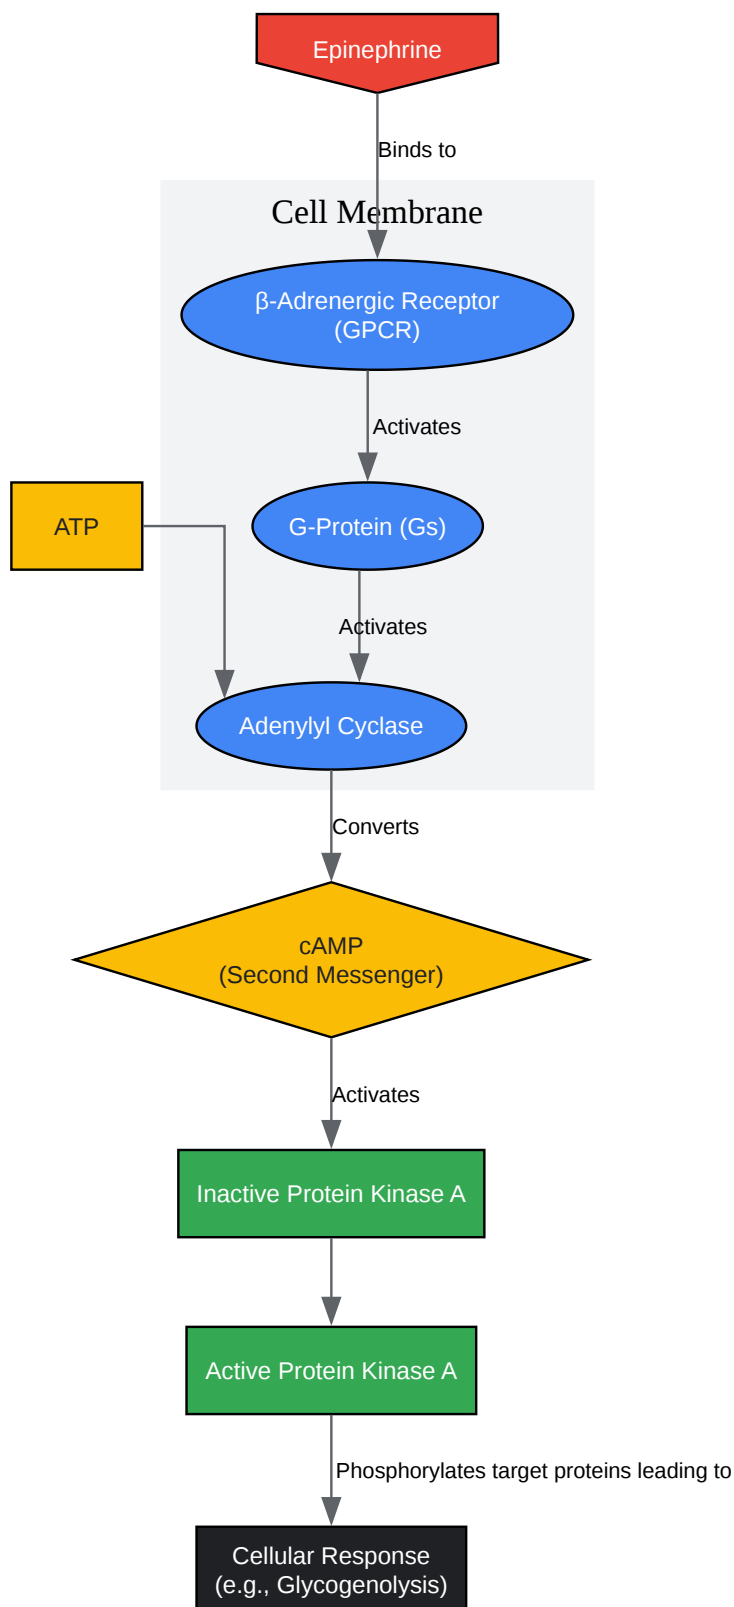 Epinephrine
Binds to
Cell Membrane
β-Adrenergic Receptor
(GPCR)
Activates
ATP
G-Protein (Gs)
Activates
Adenylyl Cyclase
Converts
cAMP
(Second Messenger)
Activates
Inactive Protein Kinase A
Active Protein Kinase A
Phosphorylates target proteins leading to
Cellular Response
(e.g., Glycogenolysis)